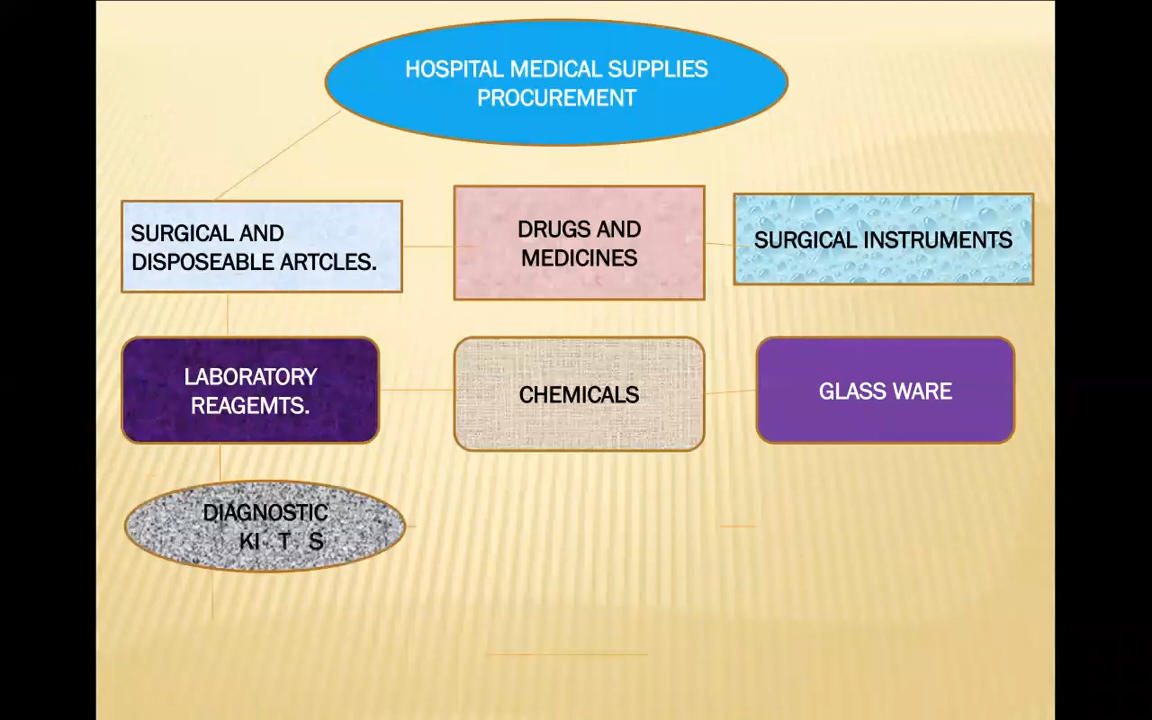 HOSPITAL MEDICAL SUPPLIES
PROCUREMENT
SURGICAL AND
DISPOSEABLE ARTCLES.
DRUGS AND
MEDICINES
SURGICAL INSTRUMENTS
LABORATORY
REAGEMTS.
CHEMICALS
GLASS WARE
DIAGNOSTIC
KI T S